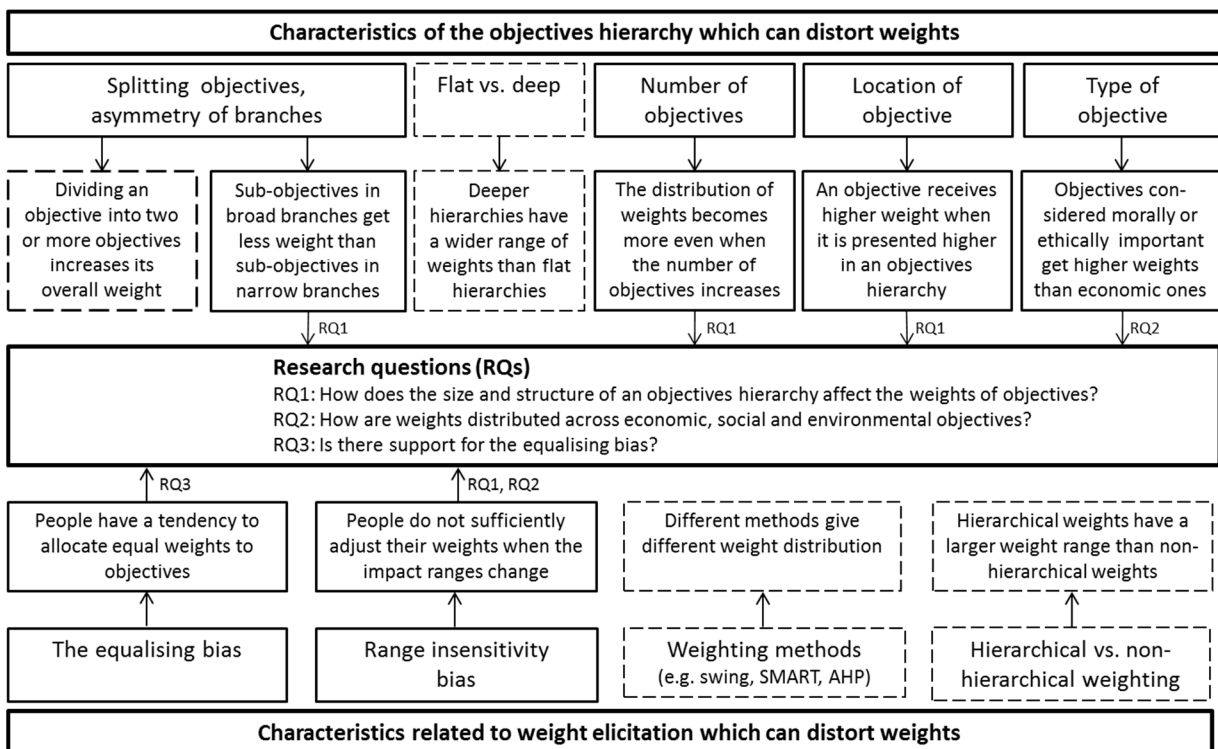 Characteristics of the objectives hierarchy which can distort weights
Splitting objectives,
asymmetry of branches
Flat vs. deep
Number of
objectives
Location of
objective
Type of
objective
Dividing an
objective into two
or more objectives
increases its
overall weight
Sub-objectives in
broad branches get
less weight than
sub-objectives in
narrow branches
Deeper
hierarchies have
a wider range of
weights than flat
hierarchies
The distribution of
weights becomes
more even when
the number of
objectives increases
An objective receives
higher weight when
it is presented higher
in an objectives
hierarchy
Objectives con-
sidered morally or
ethically important
get higher weights
than economic ones
RQ1
RQ1
RQ1
RQ2
Research questions (RQs)
RQ1: How does the size and structure of an objectives hierarchy affect the weights of objectives?
RQ2: How are weights distributed across economic, social and environmental objectives?
RQ3: Is there support for the equalising bias?
RQ3
RQ1, RQ2
People have a tendency to
allocate equal weights to
objectives
People do not sufficiently
adjust their weights when the
impact ranges change
Different methods give
different weight distribution
Hierarchical weights have a
larger weight range than non-
hierarchical weights
The equalising bias
Range insensitivity
bias
Weighting methods
(e.g. swing, SMART, AHP)
Hierarchical vs. non-
hierarchical weighting
Characteristics related to weight elicitation which can distort weights